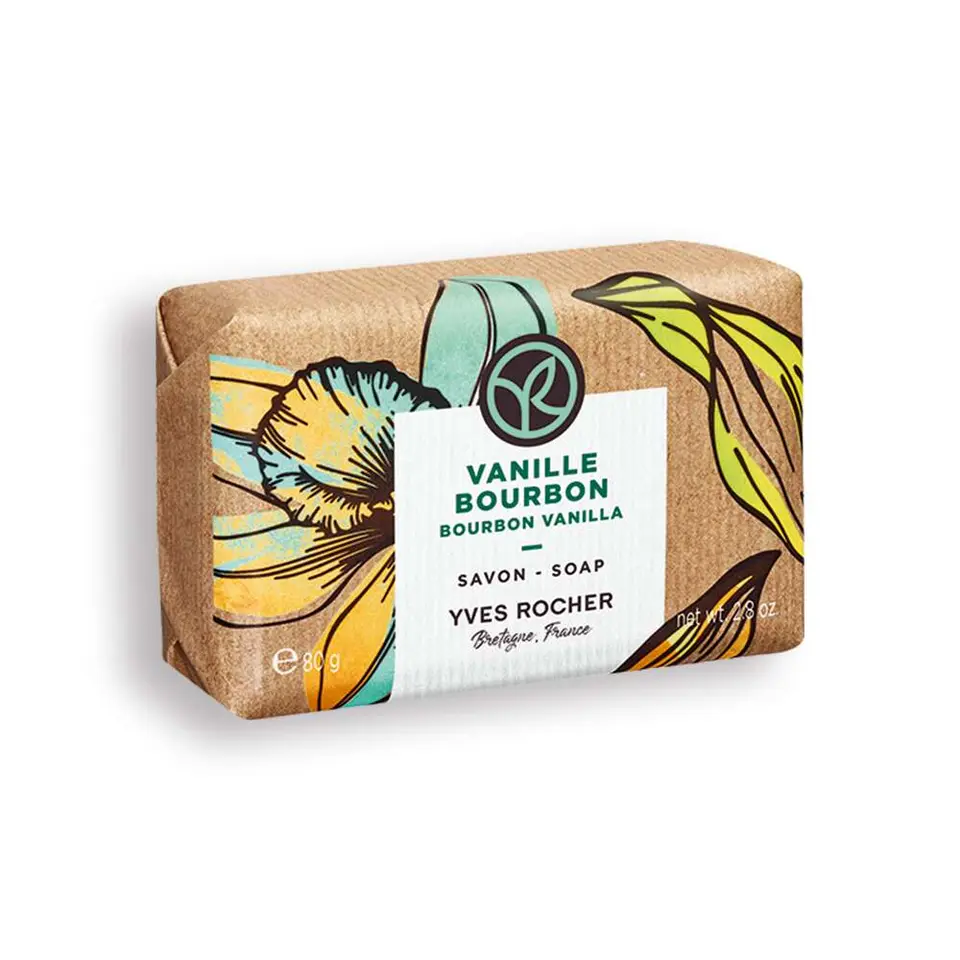 VANILLE
BOURBON
BOURBON VANILLA
SAVON - SOAP
YVES ROCHER
Bretagne, France
e 80 g
net wt. 2.8 oz